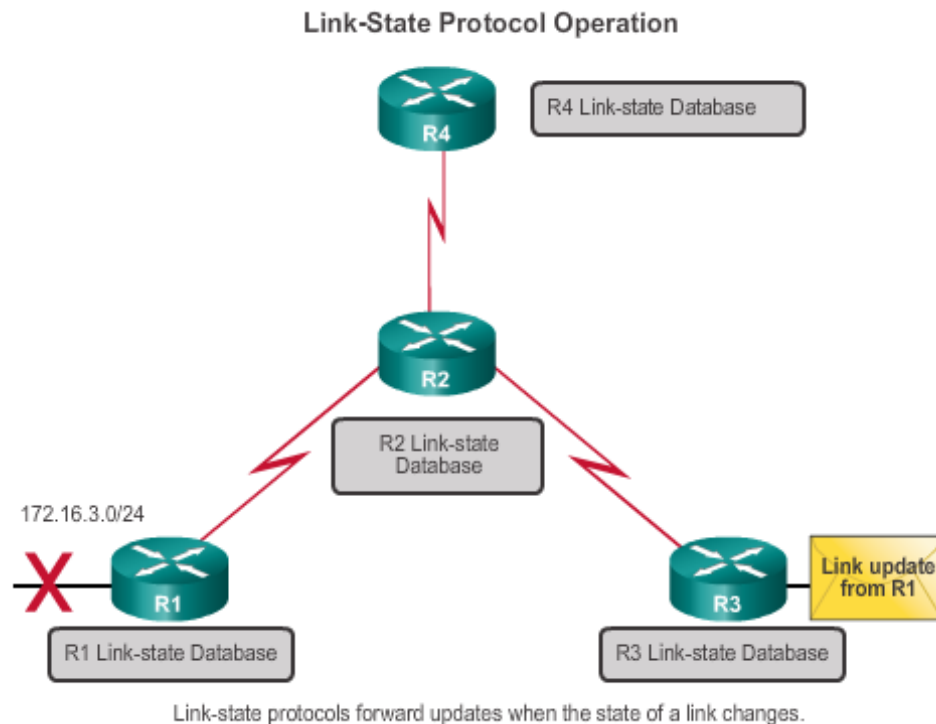 Link-State Protocol Operation
R4 Link-state Database
R4
R2
R2 Link-state
Database
172.16.3.0/24
R1
R3
Link update
from R1
R1 Link-state Database
R3 Link-state Database
Link-state protocols forward updates when the state of a link changes.